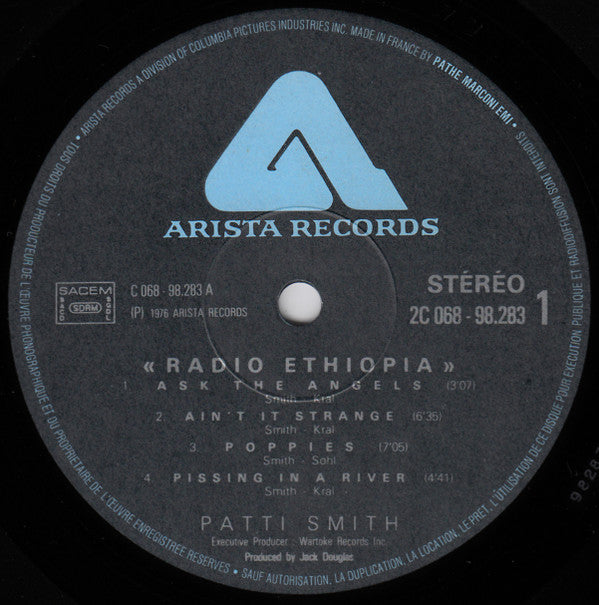 • ARISTA RECORDS A DIVISION OF COLUMBIA PICTURES INDUSTRIES INC. MADE IN FRANCE BY PATHE MARCONI EMI •
TOUS DROITS DU PRODUCTEUR DE L'ŒUVRE PHONOGRAPHIQUE ET DU PROPRIETAIRE DE L'ŒUVRE ENREGISTREE RESERVES • SAUF AUTORISATION, LA DUPLICATION, LA LOCATION, LE PRET, L'UTILISATION DE CE DISQUE POUR EXECUTION PUBLIQUE ET RADIODIFFUSION SONT INTERDITS
ARISTA RECORDS
SACEM
SACD SDRM SGDL
C 068 - 98.283 A
(P) 1976 ARISTA RECORDS
STÉRÉO
2C 068 - 98.283 1
« RADIO ETHIOPIA »
1. ASK THE ANGELS (3'07)
Smith - Kral
2. AIN'T IT STRANGE (6'35)
Smith - Kral
3. POPPIES (7'05)
Smith - Sohl
4. PISSING IN A RIVER (4'41)
Smith - Kral
PATTI SMITH
Executive Producer : Wartoke Records Inc.
Produced by Jack Douglas